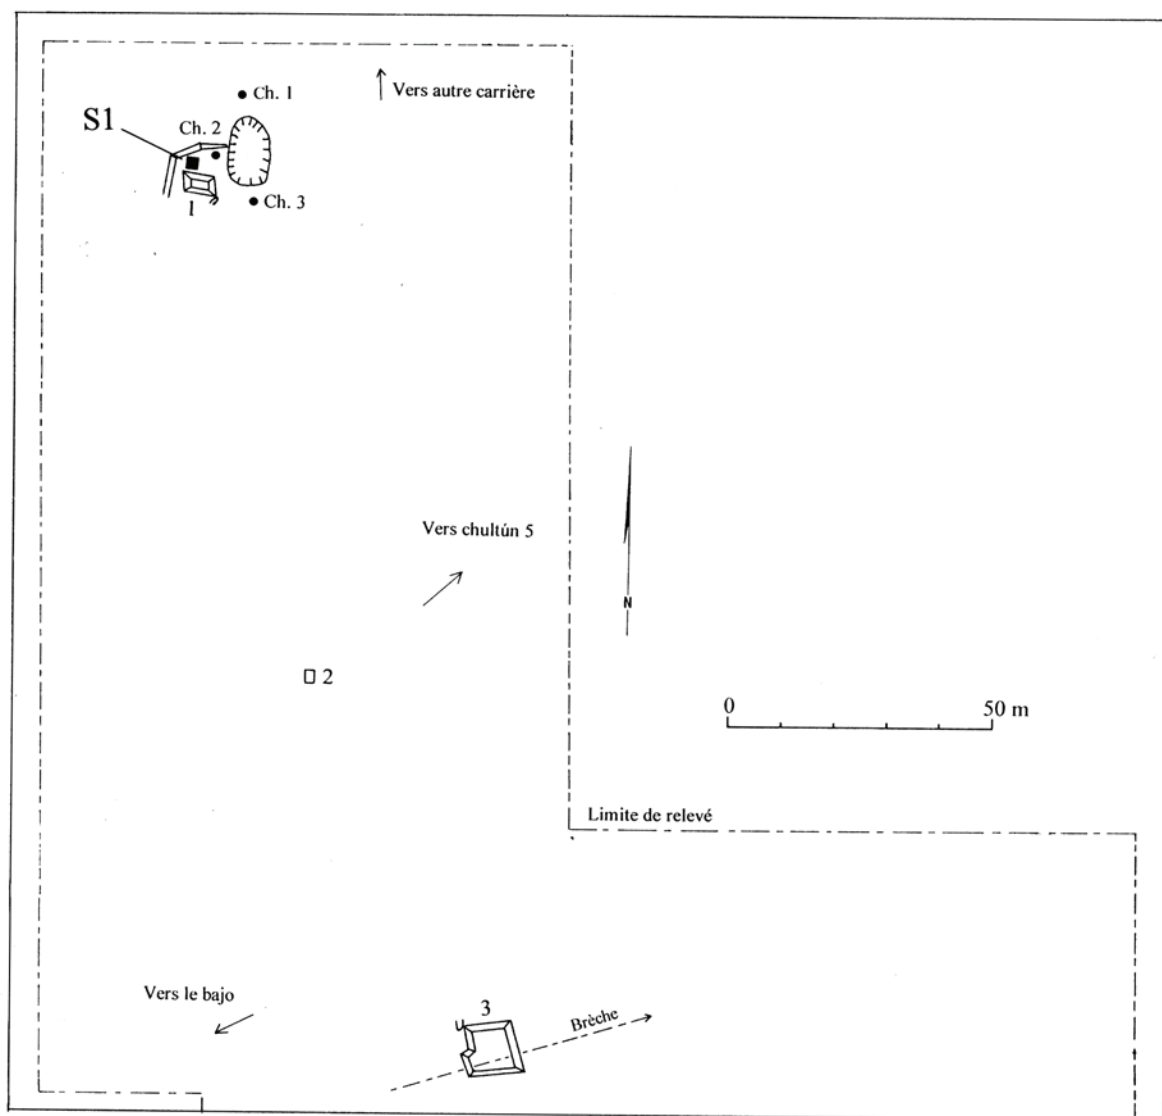 Vers autre carrière
Ch. 1
S1
Ch. 2
Ch. 3
1
Vers chultún 5
N
2
0
50 m
Limite de relevé
Vers le bajo
3
Brèche